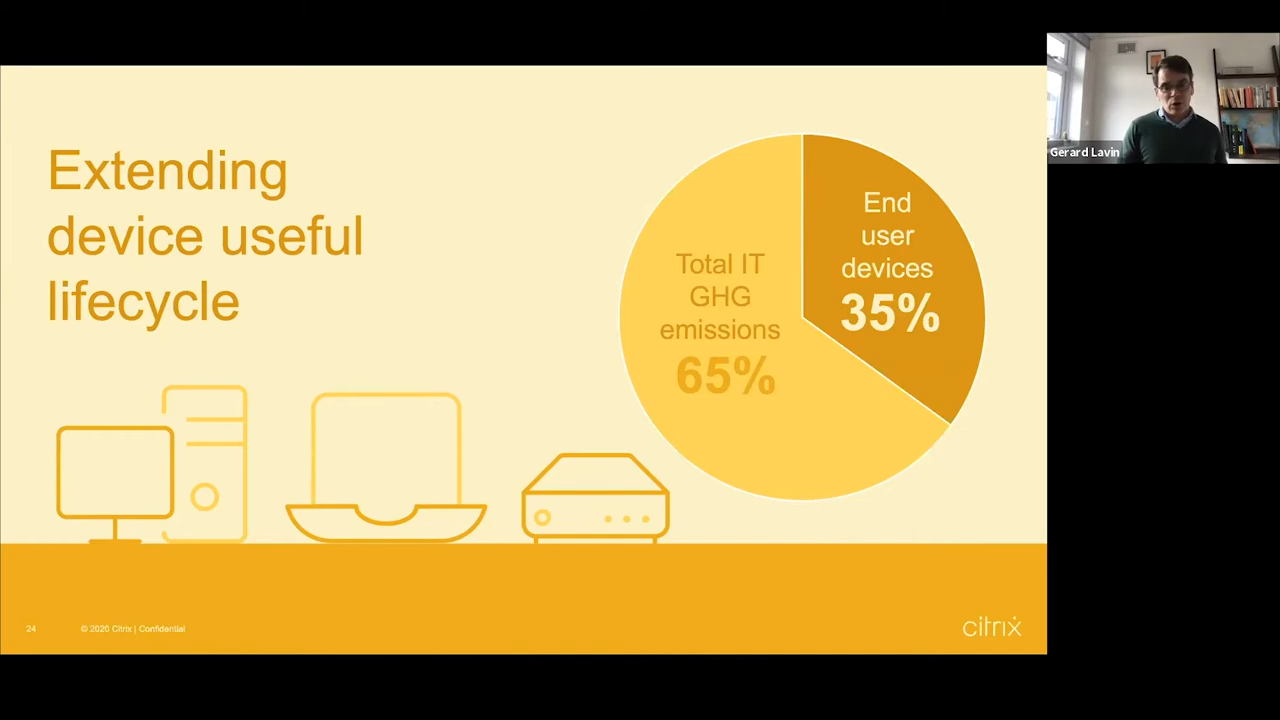 Extending
device useful
lifecycle
Total IT
GHG
emissions
65%
End
user
devices
35%
Gerard Lavin
24
© 2020 Citrix | Confidential
citrix